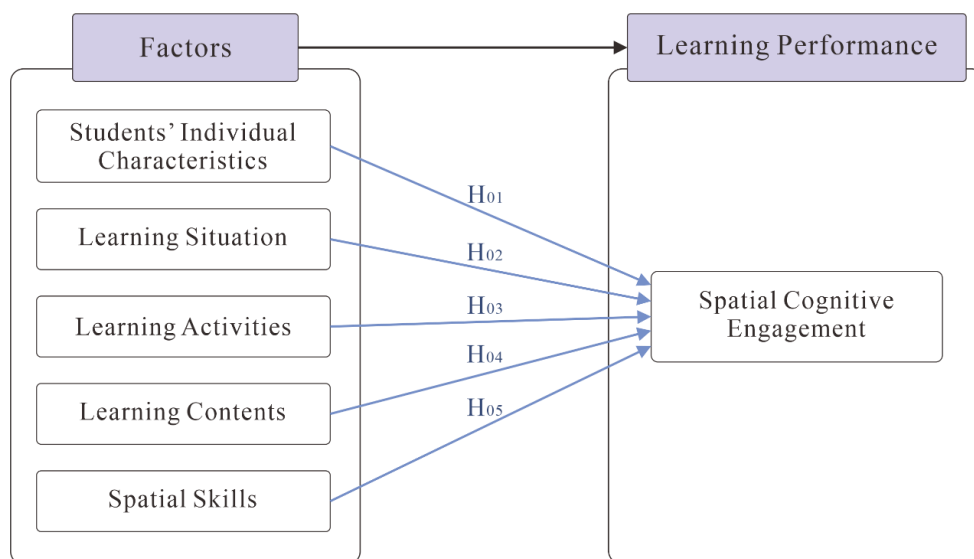 Factors
Learning Performance
Students' Individual
Characteristics
Learning Situation
Learning Activities
Learning Contents
Spatial Skills
H01
H02
H03
H04
H05
Spatial Cognitive
Engagement